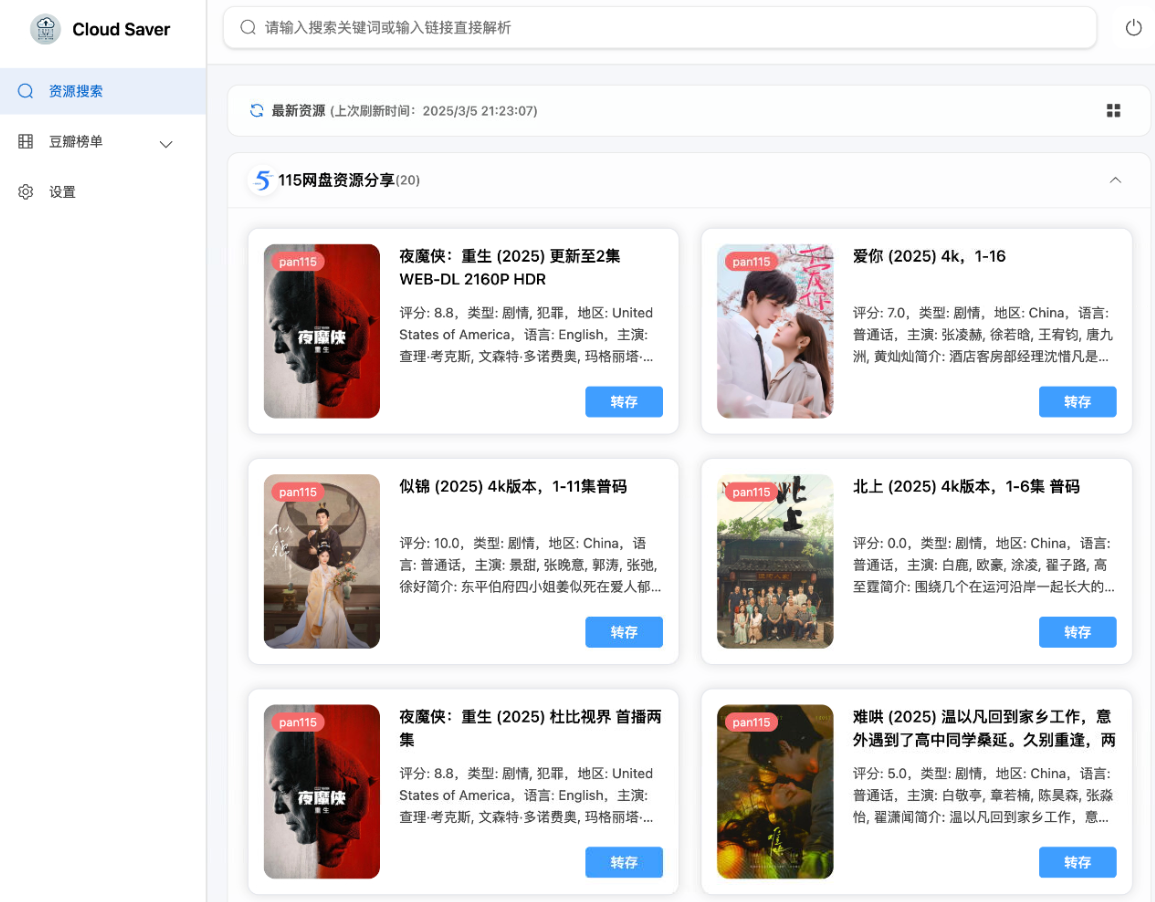 Cloud Saver
请输入搜索关键词或输入链接直接解析
资源搜索
豆瓣榜单
设置
最新资源 (上次刷新时间：2025/3/5 21:23:07)
115网盘资源分享(20)
pan115
夜魔侠
重生
夜魔侠：重生 (2025) 更新至2集
WEB-DL 2160P HDR
评分: 8.8，类型: 剧情, 犯罪，地区: United
States of America，语言: English，主演:
查理·考克斯, 文森特·多诺费奥, 玛格丽塔·...
转存
pan115
爱你
爱你 (2025) 4k，1-16
评分: 7.0，类型: 剧情，地区: China，语言:
普通话，主演: 张凌赫, 徐若晗, 王宥钧, 唐九
洲, 黄灿灿简介: 酒店客房部经理沈惜凡是...
转存
pan115
似锦
似锦 (2025) 4k版本，1-11集普码
评分: 10.0，类型: 剧情，地区: China，语
言: 普通话，主演: 景甜, 张晚意, 郭涛, 张弛,
徐好简介: 东平伯府四小姐姜似死在爱人郁...
转存
pan115
北上
北上 (2025) 4k版本，1-6集 普码
评分: 0.0，类型: 剧情，地区: China，语言:
普通话，主演: 白鹿, 欧豪, 涂凌, 翟子路, 高
至霆简介: 围绕几个在运河沿岸一起长大的...
转存
pan115
夜魔侠
重生
夜魔侠：重生 (2025) 杜比视界 首播两
集
评分: 8.8，类型: 剧情, 犯罪，地区: United
States of America，语言: English，主演:
查理·考克斯, 文森特·多诺费奥, 玛格丽塔·...
转存
pan115
难哄 (2025) 温以凡回到家乡工作，意
外遇到了高中同学桑延。久别重逢，两
评分: 5.0，类型: 剧情，地区: China，语言:
普通话，主演: 白敬亭, 章若楠, 陈昊森, 张淼
怡, 翟潇闻简介: 温以凡回到家乡工作，意...
转存